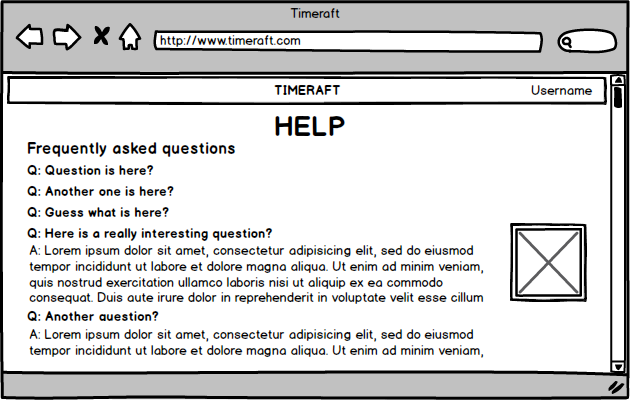 Timeraft
http://www.timeraft.com
TIMERAFT
Username
HELP
Frequently asked questions
Q: Question is here?
Q: Another one is here?
Q: Guess what is here?
Q: Here is a really interesting question?
A: Lorem ipsum dolor sit amet, consectetur adipisicing elit, sed do eiusmod
tempor incididunt ut labore et dolore magna aliqua. Ut enim ad minim veniam,
quis nostrud exercitation ullamco laboris nisi ut aliquip ex ea commodo
consequat. Duis aute irure dolor in reprehenderit in voluptate velit esse cillum
Q: Another question?
A: Lorem ipsum dolor sit amet, consectetur adipisicing elit, sed do eiusmod
tempor incididunt ut labore et dolore magna aliqua. Ut enim ad minim veniam,